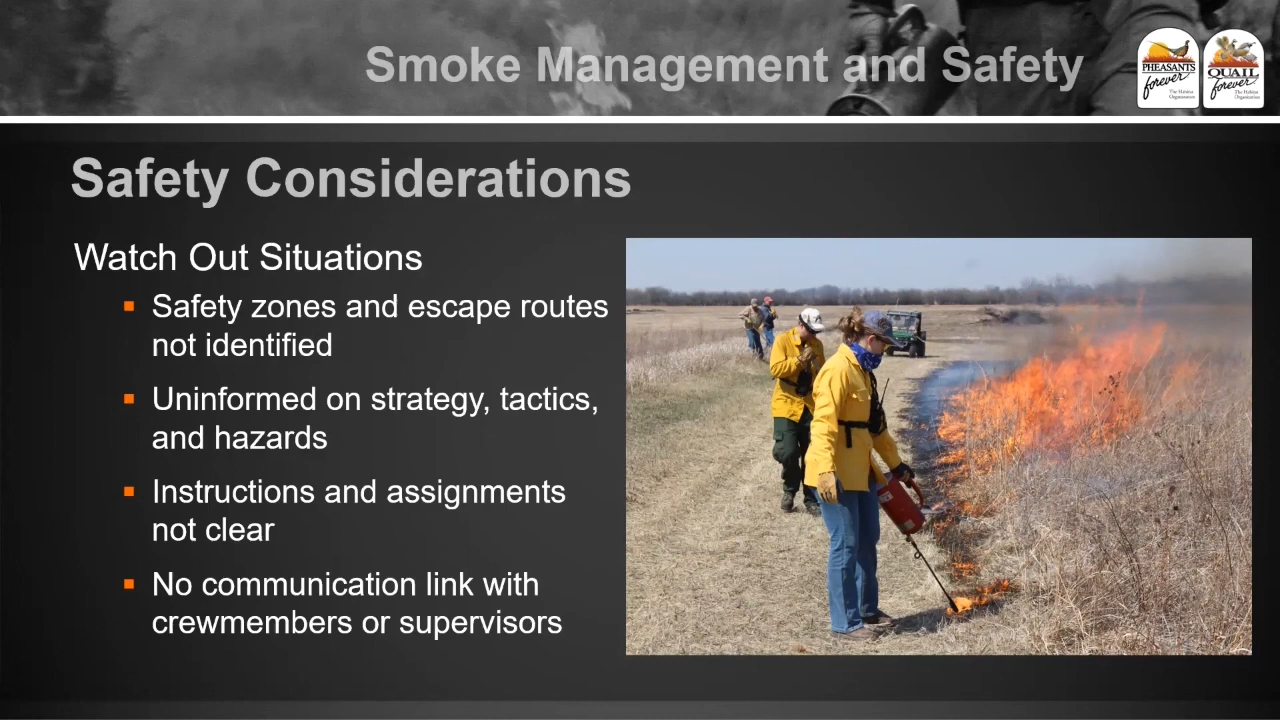 Smoke Management and Safety
PHEASANTS
forever
The Habitat
Organization
QUAIL
forever
The Habitat
Organization
Safety Considerations
Watch Out Situations
Safety zones and escape routes
not identified
Uninformed on strategy, tactics,
and hazards
Instructions and assignments
not clear
No communication link with
crewmembers or supervisors